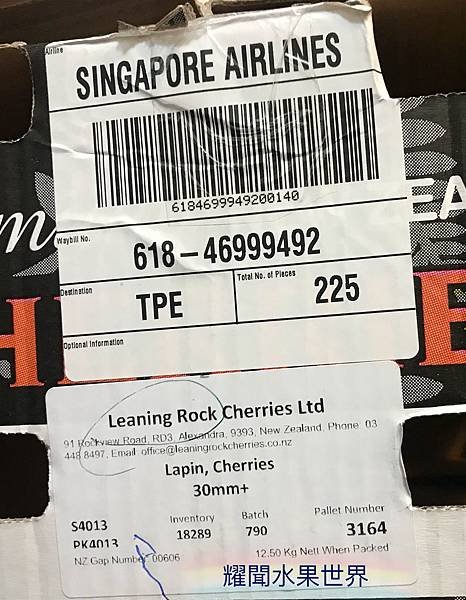 Airline
SINGAPORE AIRLINES
6184699949200140
Waybill No.
618-46999492
Destination
TPE
Total No. of Pieces
225
Optional Information
Leaning Rock Cherries Ltd
91 Rockview Road, RD3, Alexandra, 9393, New Zealand, Phone: 03
448 8497, Email: office@leaningrockcherries.co.nz
Lapin, Cherries
30mm+
S4013
PK4013
Inventory
18289
Batch
790
Pallet Number
3164
NZ Gap Number: 00606
12.50 Kg Nett When Packed
耀聞水果世界